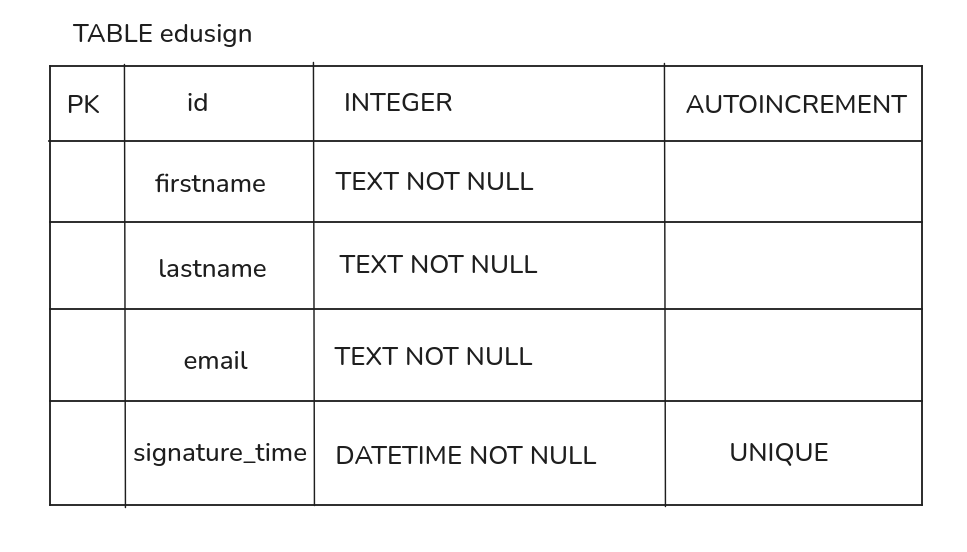 TABLE edusign
PK id INTEGER AUTOINCREMENT
firstname TEXT NOT NULL
lastname TEXT NOT NULL
email TEXT NOT NULL
signature_time DATETIME NOT NULL UNIQUE